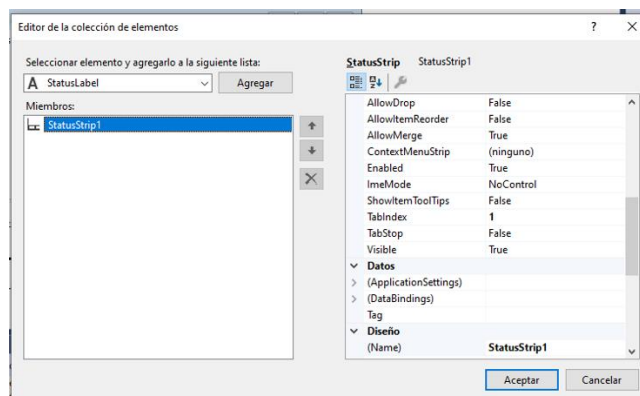 Editor de la colección de elementos ? X
Seleccionar elemento y agregarlo a la siguiente lista:
A StatusLabel Agregar
Miembros:
StatusStrip1
StatusStrip StatusStrip1
AllowDrop False
AllowItemReorder False
AllowMerge True
ContextMenuStrip (ninguno)
Enabled True
ImeMode NoControl
ShowItemToolTips False
TabIndex 1
TabStop False
Visible True
Datos
(ApplicationSettings)
(DataBindings)
Tag
Diseño
(Name) StatusStrip1
Aceptar Cancelar